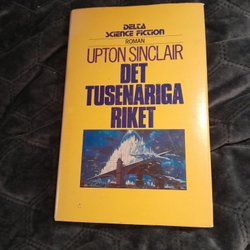 DELTA
SCIENCE FICTION
ROMAN
UPTON SINCLAIR
DET
TUSENÅRIGA
RIKET